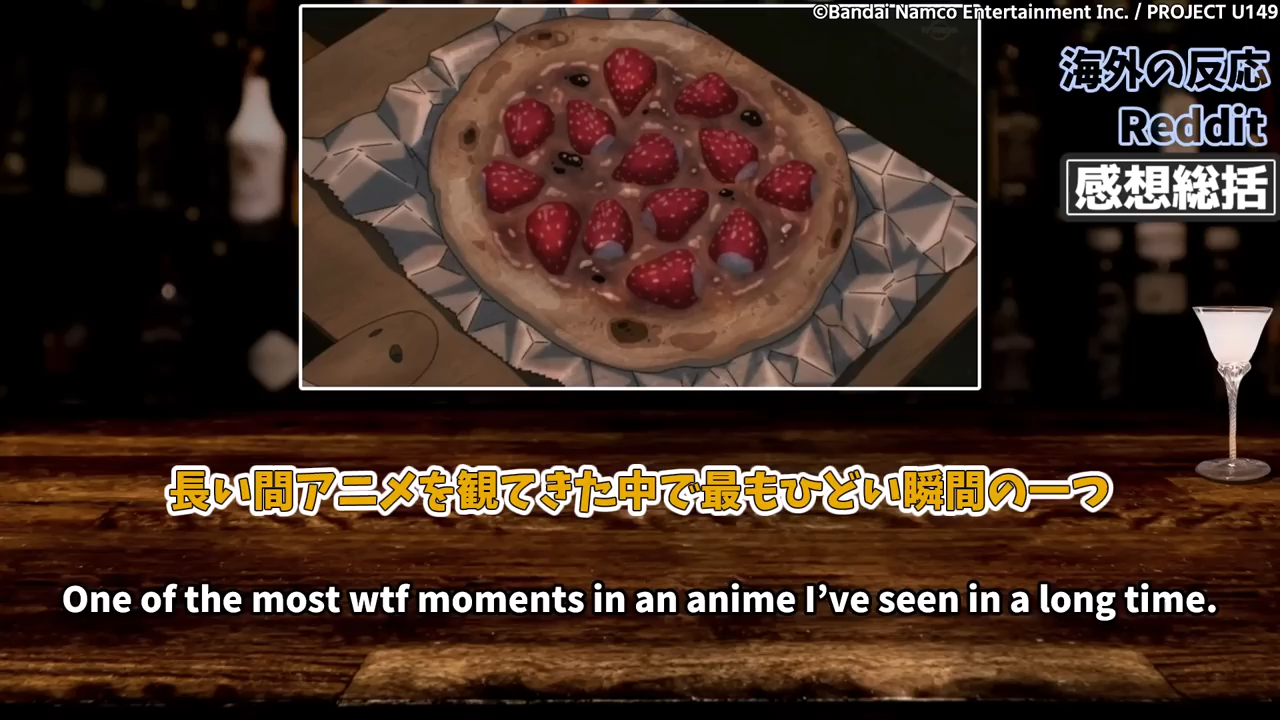 ©Bandai Namco Entertainment Inc. / PROJECT U149
海外の反応
Reddit
感想総括
長い間アニメを観てきた中で最もひどい瞬間の一つ
One of the most wtf moments in an anime I’ve seen in a long time.